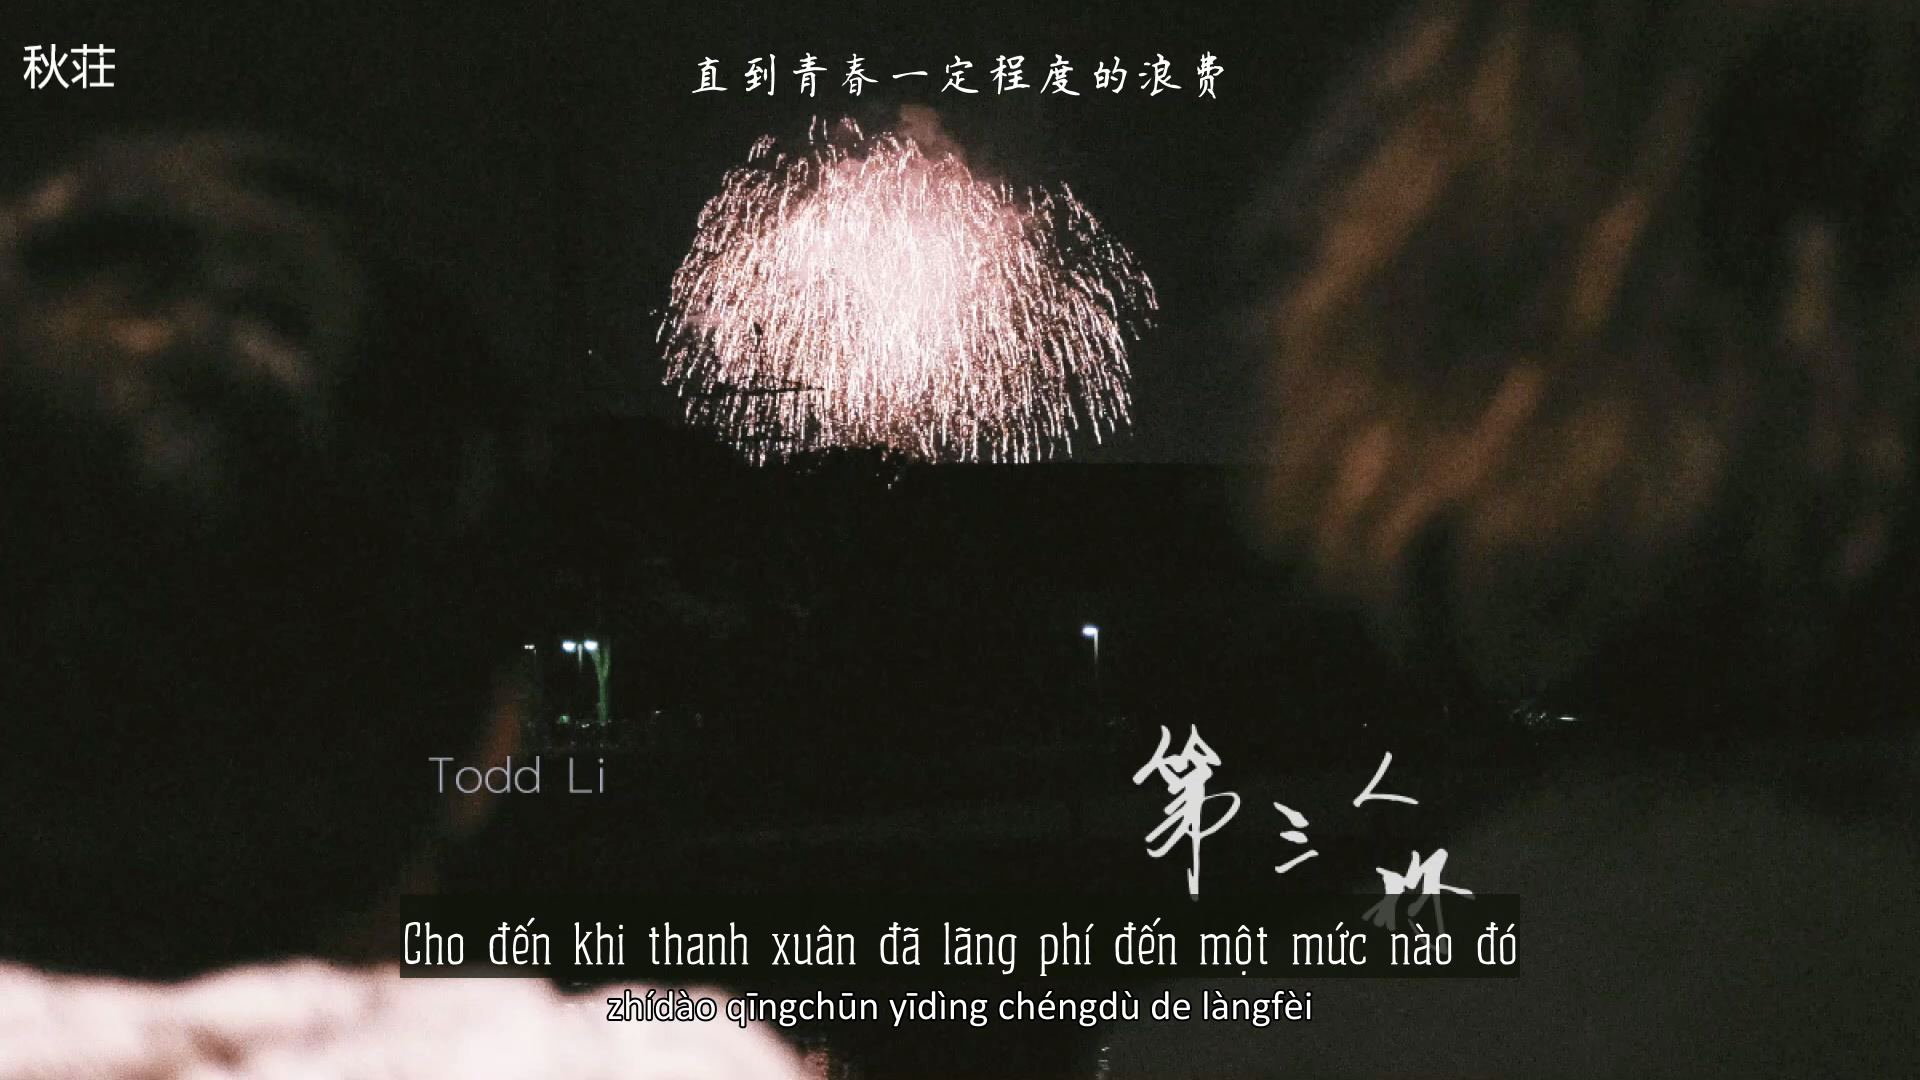 秋荘
直到青春一定程度的浪费
Todd Li
第三人称
Cho đến khi thanh xuân đã lãng phí đến một mức nào đó
zhídào qīngchūn yīdìng chéngdù de làngfèi